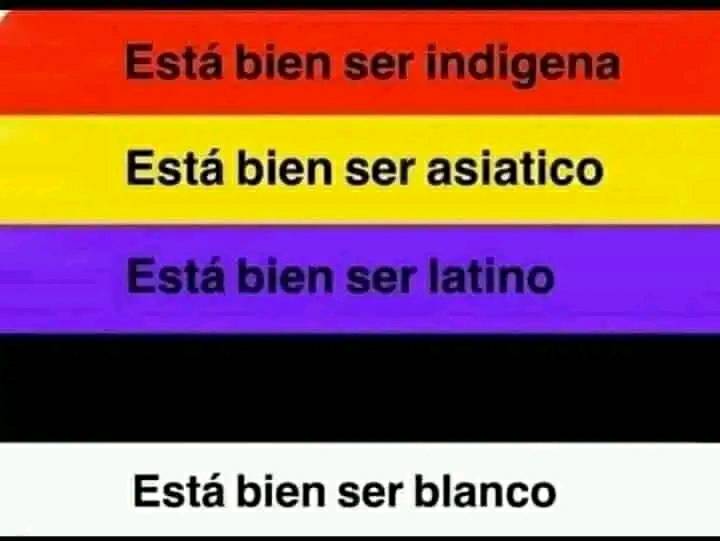 Está bien ser indigena
Está bien ser asiatico
Está bien ser latino
Está bien ser blanco